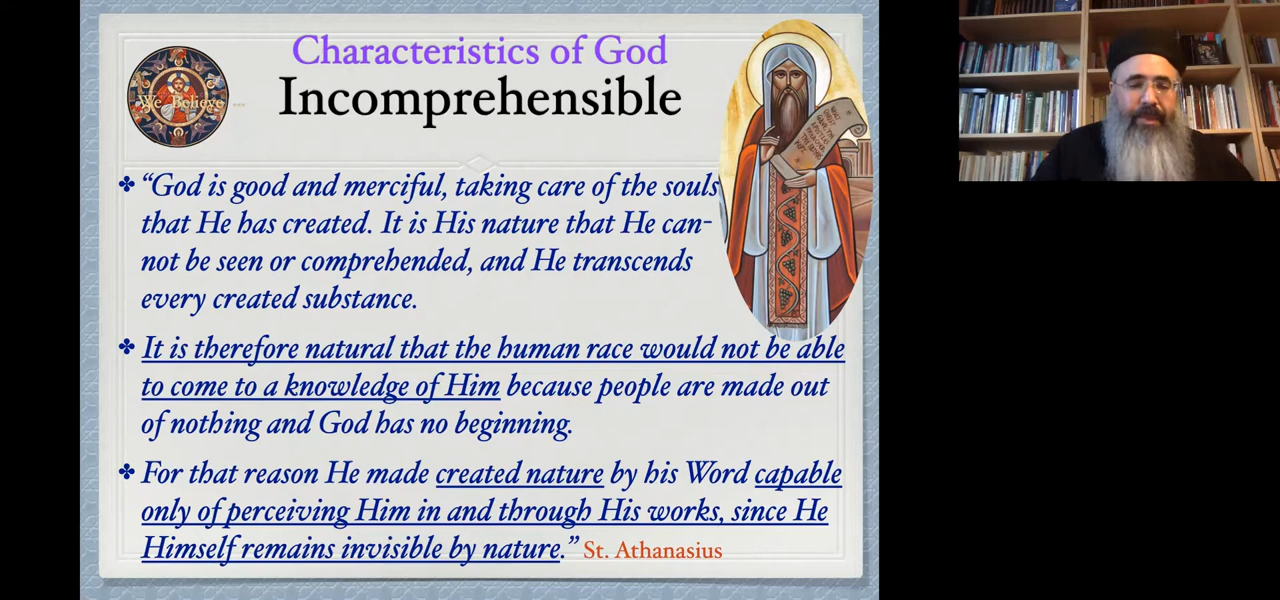 Characteristics of God
Incomprehensible
We Believe ...
“God is good and merciful, taking care of the souls
that He has created. It is His nature that He can-
not be seen or comprehended, and He transcends
every created substance.
It is therefore natural that the human race would not be able
to come to a knowledge of Him because people are made out
of nothing and God has no beginning.
For that reason He made created nature by his Word capable
only of perceiving Him in and through His works, since He
Himself remains invisible by nature.” St. Athanasius